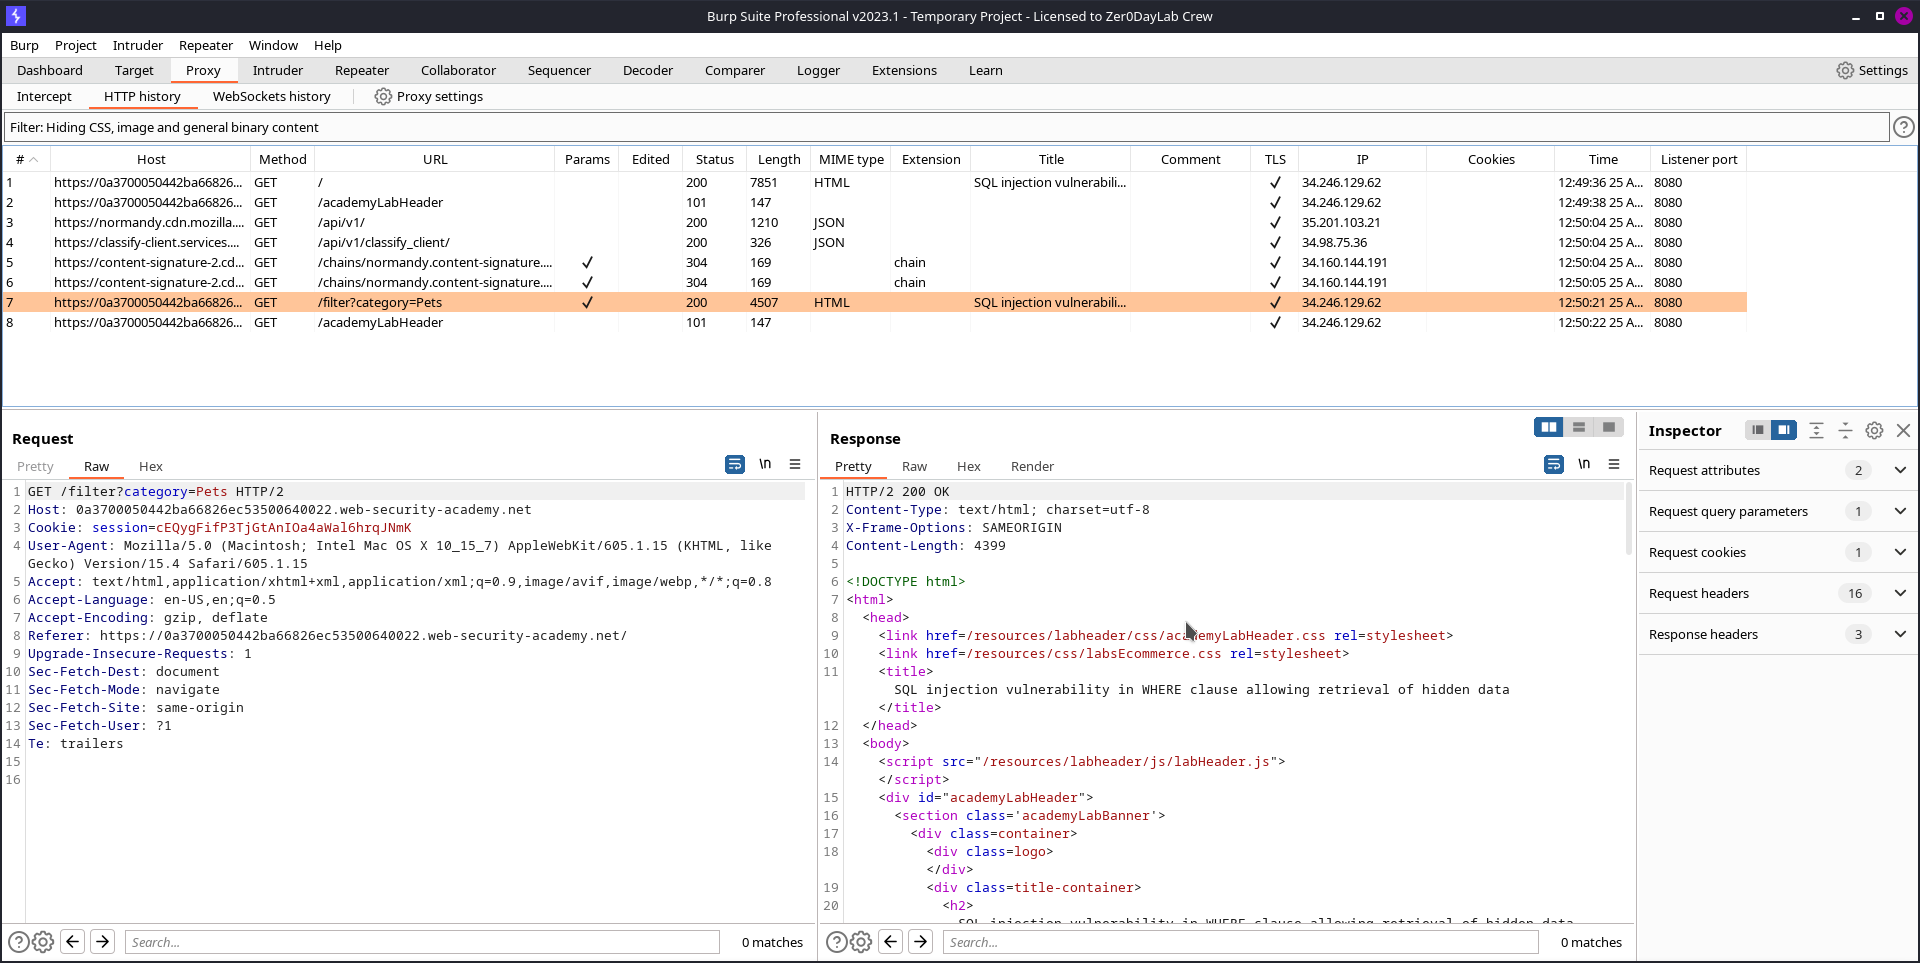 Burp Suite Professional v2023.1 - Temporary Project - Licensed to Zer0DayLab Crew
Burp Project Intruder Repeater Window Help
Dashboard Target Proxy Intruder Repeater Collaborator Sequencer Decoder Comparer Logger Extensions Learn Settings
Intercept HTTP history WebSockets history Proxy settings
Filter: Hiding CSS, image and general binary content ?
# Host Method URL Params Edited Status Length MIME type Extension Title Comment TLS IP Cookies Time Listener port
1 https://0a3700050442ba66826... GET / 200 7851 HTML SQL injection vulnerabili... ✓ 34.246.129.62 12:49:36 25 A... 8080
2 https://0a3700050442ba66826... GET /academyLabHeader 101 147 ✓ 34.246.129.62 12:49:38 25 A... 8080
3 https://normandy.cdn.mozilla.... GET /api/v1/ 200 1210 JSON ✓ 35.201.103.21 12:50:04 25 A... 8080
4 https://classify-client.services.... GET /api/v1/classify_client/ 200 326 JSON ✓ 34.98.75.36 12:50:04 25 A... 8080
5 https://content-signature-2.cd... GET /chains/normandy.content-signature.... ✓ 304 169 chain ✓ 34.160.144.191 12:50:04 25 A... 8080
6 https://content-signature-2.cd... GET /chains/normandy.content-signature.... ✓ 304 169 chain ✓ 34.160.144.191 12:50:05 25 A... 8080
7 https://0a3700050442ba66826... GET /filter?category=Pets ✓ 200 4507 HTML SQL injection vulnerabili... ✓ 34.246.129.62 12:50:21 25 A... 8080
8 https://0a3700050442ba66826... GET /academyLabHeader 101 147 ✓ 34.246.129.62 12:50:22 25 A... 8080
Request
Pretty Raw Hex \n
1 GET /filter?category=Pets HTTP/2
2 Host: 0a3700050442ba66826ec53500640022.web-security-academy.net
3 Cookie: session=cEQygFifP3TjGtAnIOa4aWal6hrqJNmK
4 User-Agent: Mozilla/5.0 (Macintosh; Intel Mac OS X 10_15_7) AppleWebKit/605.1.15 (KHTML, like
Gecko) Version/15.4 Safari/605.1.15
5 Accept: text/html,application/xhtml+xml,application/xml;q=0.9,image/avif,image/webp,*/*;q=0.8
6 Accept-Language: en-US,en;q=0.5
7 Accept-Encoding: gzip, deflate
8 Referer: https://0a3700050442ba66826ec53500640022.web-security-academy.net/
9 Upgrade-Insecure-Requests: 1
10 Sec-Fetch-Dest: document
11 Sec-Fetch-Mode: navigate
12 Sec-Fetch-Site: same-origin
13 Sec-Fetch-User: ?1
14 Te: trailers
15
16
? Search... 0 matches
Response
Pretty Raw Hex Render \n
1 HTTP/2 200 OK
2 Content-Type: text/html; charset=utf-8
3 X-Frame-Options: SAMEORIGIN
4 Content-Length: 4399
5
6 <!DOCTYPE html>
7 <html>
8 <head>
9 <link href=/resources/labheader/css/academyLabHeader.css rel=stylesheet>
10 <link href=/resources/css/labsEcommerce.css rel=stylesheet>
11 <title>
SQL injection vulnerability in WHERE clause allowing retrieval of hidden data
</title>
12 </head>
13 <body>
14 <script src="/resources/labheader/js/labHeader.js">
</script>
15 <div id="academyLabHeader">
16 <section class='academyLabBanner'>
17 <div class=container>
18 <div class=logo>
</div>
19 <div class=title-container>
20 <h2>
SQL injection vulnerability in WHERE clause allowing retrieval of hidden data
? Search... 0 matches
Inspector
Request attributes 2
Request query parameters 1
Request cookies 1
Request headers 16
Response headers 3